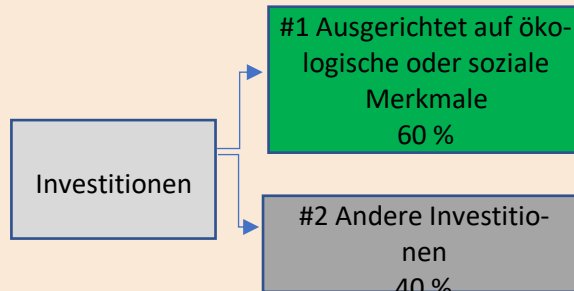 #1 Ausgerichtet auf öko-
logische oder soziale
Merkmale
60 %
Investitionen
#2 Andere Investitio-
nen
40 %